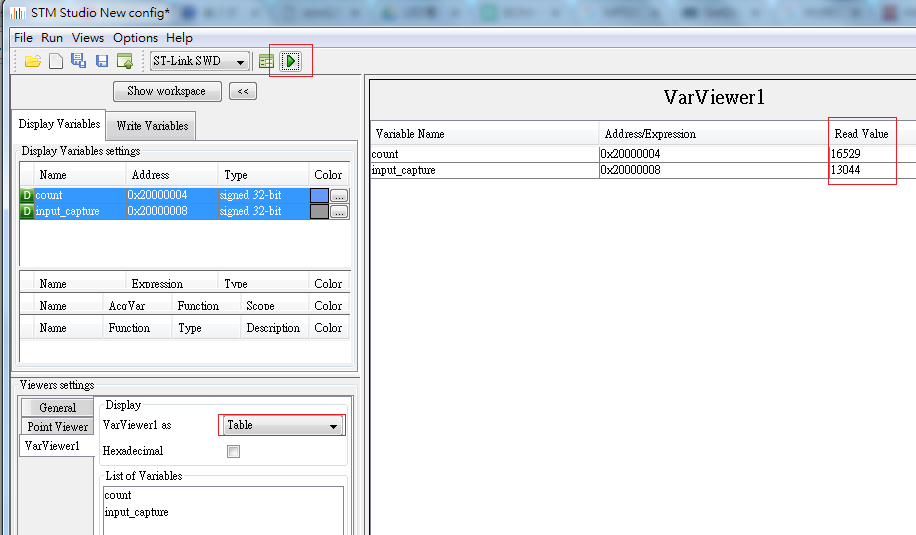 STM Studio New config*
File Run Views Options Help
ST-Link SWD
Show workspace <<
Display Variables Write Variables
Display Variables settings
Name Address Type Color
D count 0x20000004 signed 32-bit ...
D input_capture 0x20000008 signed 32-bit ...
Name Expression Type Color
Name AcqVar Function Scope Color
Name Function Type Description Color
Viewers settings
General
Point Viewer
VarViewer1
Display
VarViewer1 as Table
Hexadecimal
List of Variables
count
input_capture
VarViewer1
Variable Name Address/Expression Read Value
count 0x20000004 16529
input_capture 0x20000008 13044